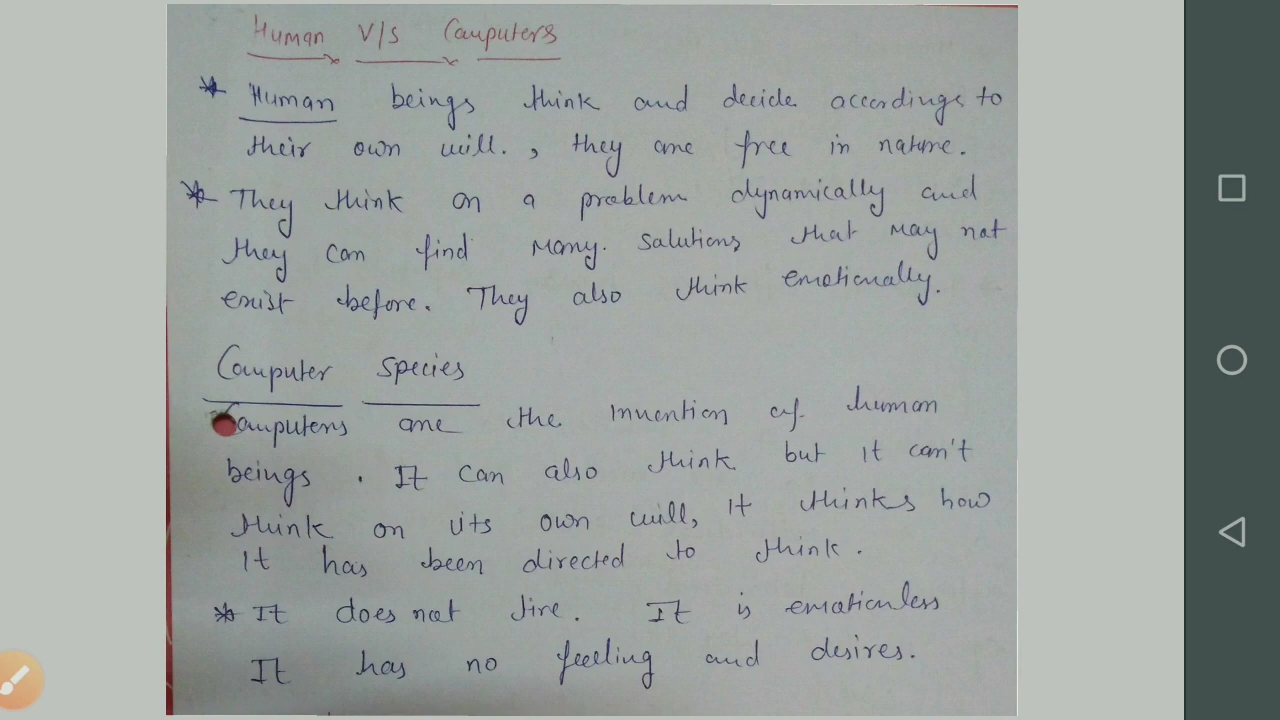 Human V/S Computers
* Human beings think and decide accordings to
their own will. , they are free in nature.
* They think on a problem dynamically and
they can find many. solutions that may not
exist before. They also think emotionally.
Computer species
Computers are the invention of human
beings . It can also think but it can't
think on its own will, it thinks how
It has been directed to think.
* It does not tire. It is emotionless
It has no feeling and desires.